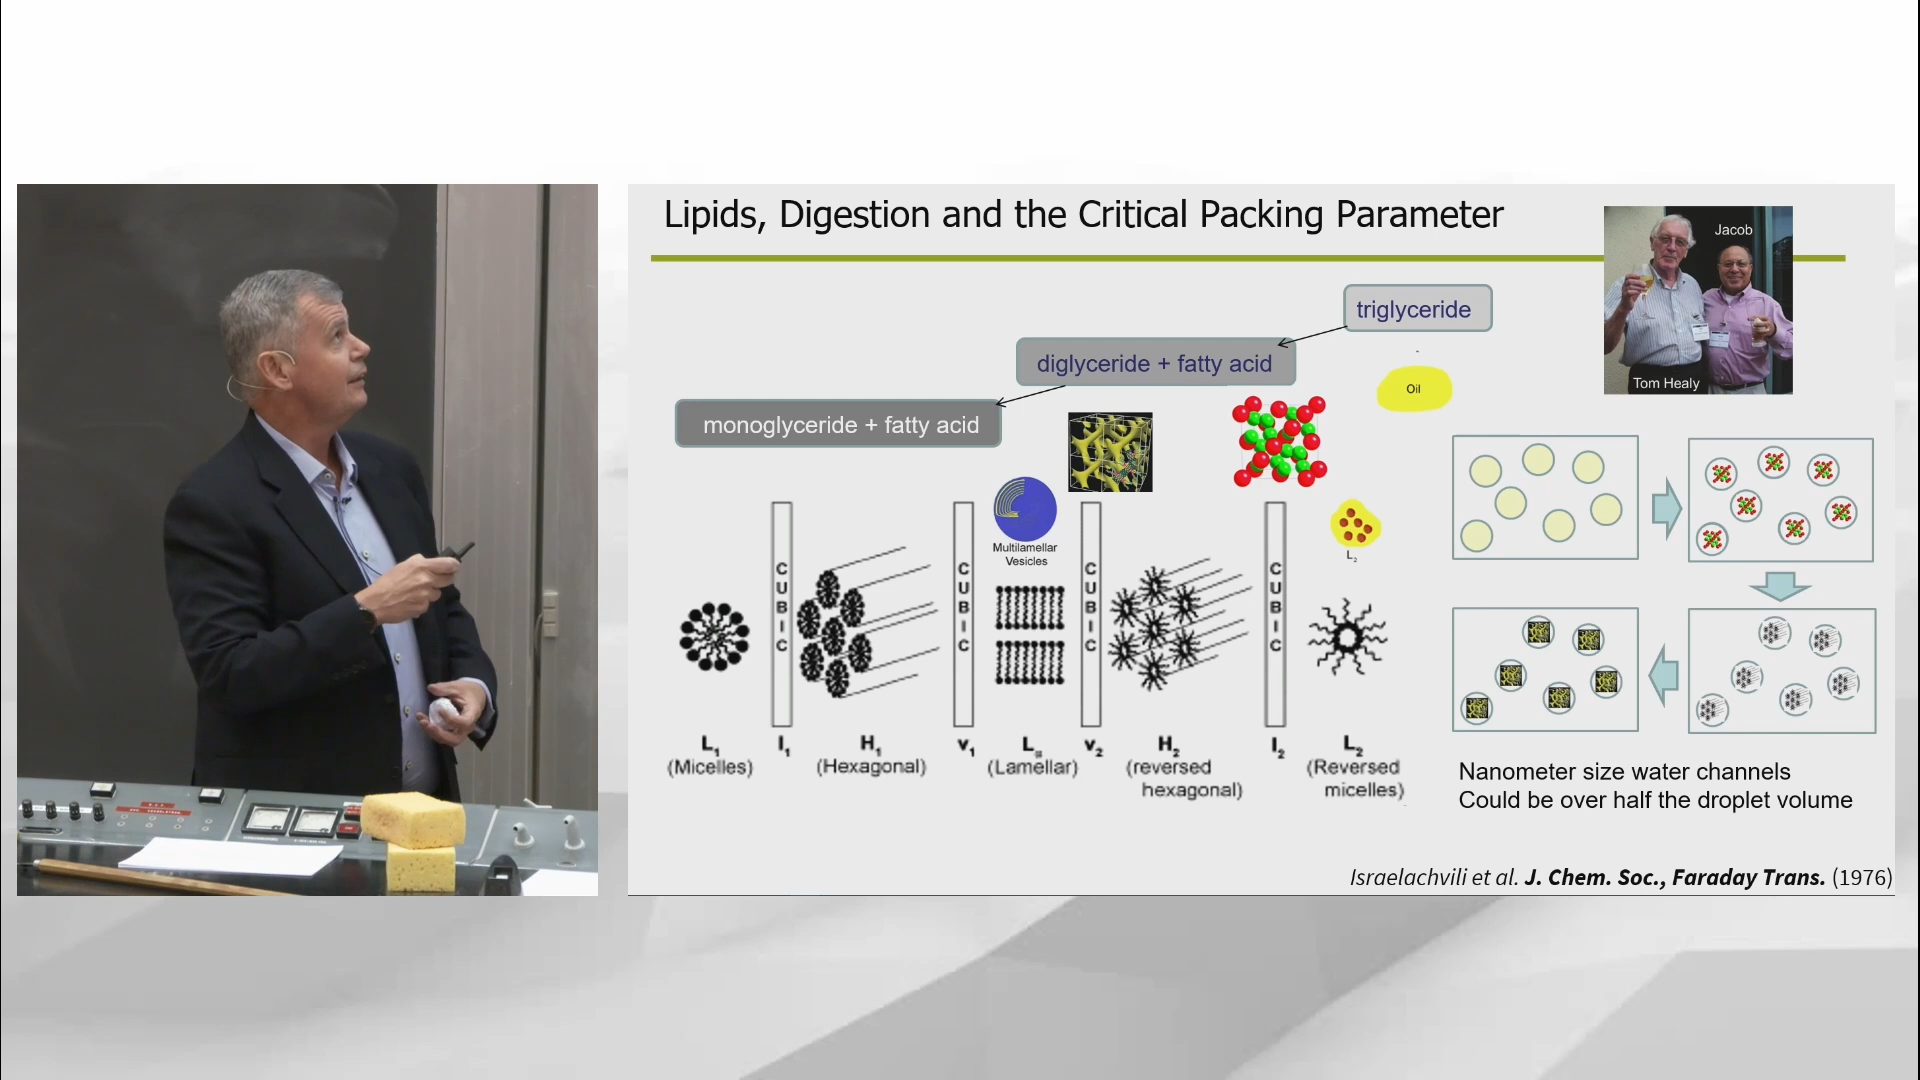 Lipids, Digestion and the Critical Packing Parameter
Jacob
Tom Healy
triglyceride
diglyceride + fatty acid
monoglyceride + fatty acid
Oil
Multilamellar
Vesicles
L2
CUBIC
CUBIC
CUBIC
CUBIC
L1
(Micelles)
I1
H1
(Hexagonal)
v1
Lα
(Lamellar)
v2
H2
(reversed
hexagonal)
I2
L2
(Reversed
micelles)
Nanometer size water channels
Could be over half the droplet volume
Israelachvili et al. J. Chem. Soc., Faraday Trans. (1976)